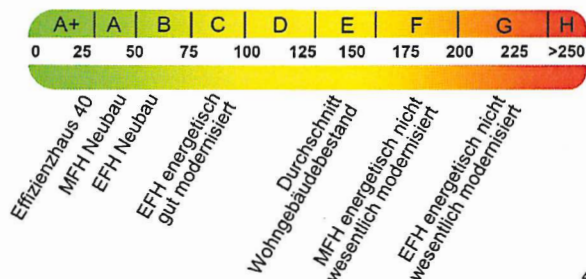 A+ A B C D E F G H
0 25 50 75 100 125 150 175 200 225 >250
Effizienzhaus 40
MFH Neubau
EFH Neubau
EFH energetisch
gut modernisiert
Durchschnitt
Wohngebäudebestand
MFH energetisch nicht
wesentlich modernisiert
EFH energetisch nicht
wesentlich modernisiert